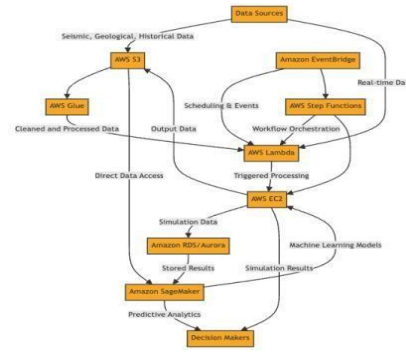 Data Sources
Seismic, Geological, Historical Data
AWS S3
Amazon EventBridge
Real-time Da
AWS Glue
Scheduling & Events
AWS Step Functions
Cleaned and Processed Data
Output Data
Workflow Orchestration
AWS Lambda
Direct Data Access
Triggered Processing
AWS EC2
Simulation Data
Amazon RDS/Aurora
Machine Learning Models
Stored Results
Simulation Results
Amazon SageMaker
Predictive Analytics
Decision Makers